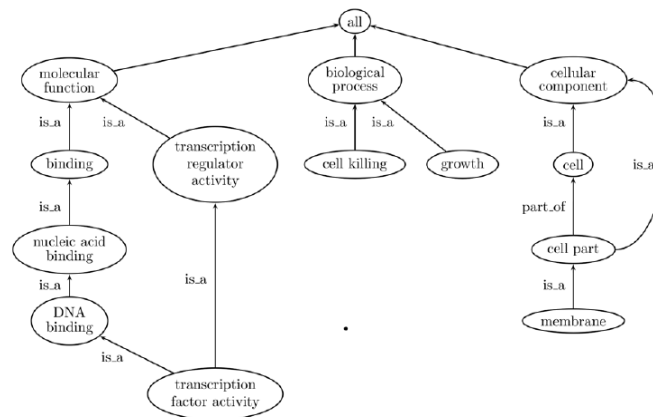 all
molecular
function
biological
process
cellular
component
is_a
is_a
is_a
is_a
is_a
binding
transcription
regulator
activity
cell killing
growth
cell
is_a
is_a
part_of
nucleic acid
binding
cell part
is_a
is_a
is_a
DNA
binding
membrane
is_a
transcription
factor activity